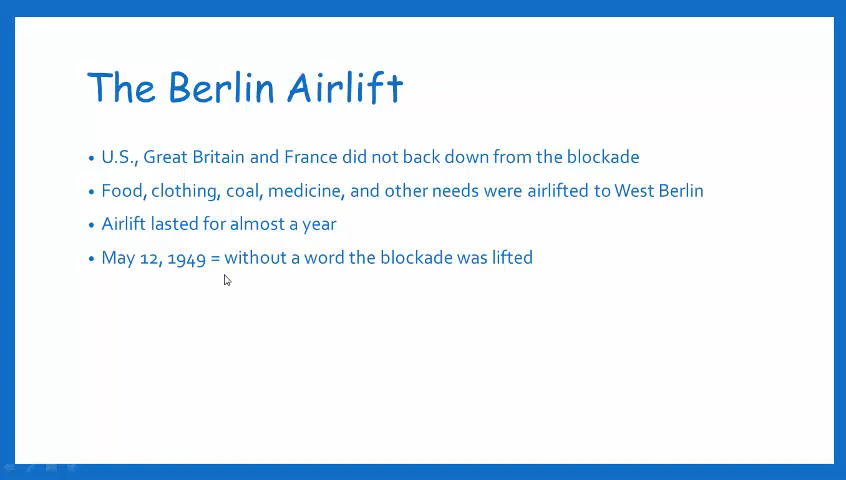 The Berlin Airlift
• U.S., Great Britain and France did not back down from the blockade
• Food, clothing, coal, medicine, and other needs were airlifted to West Berlin
• Airlift lasted for almost a year
• May 12, 1949 = without a word the blockade was lifted